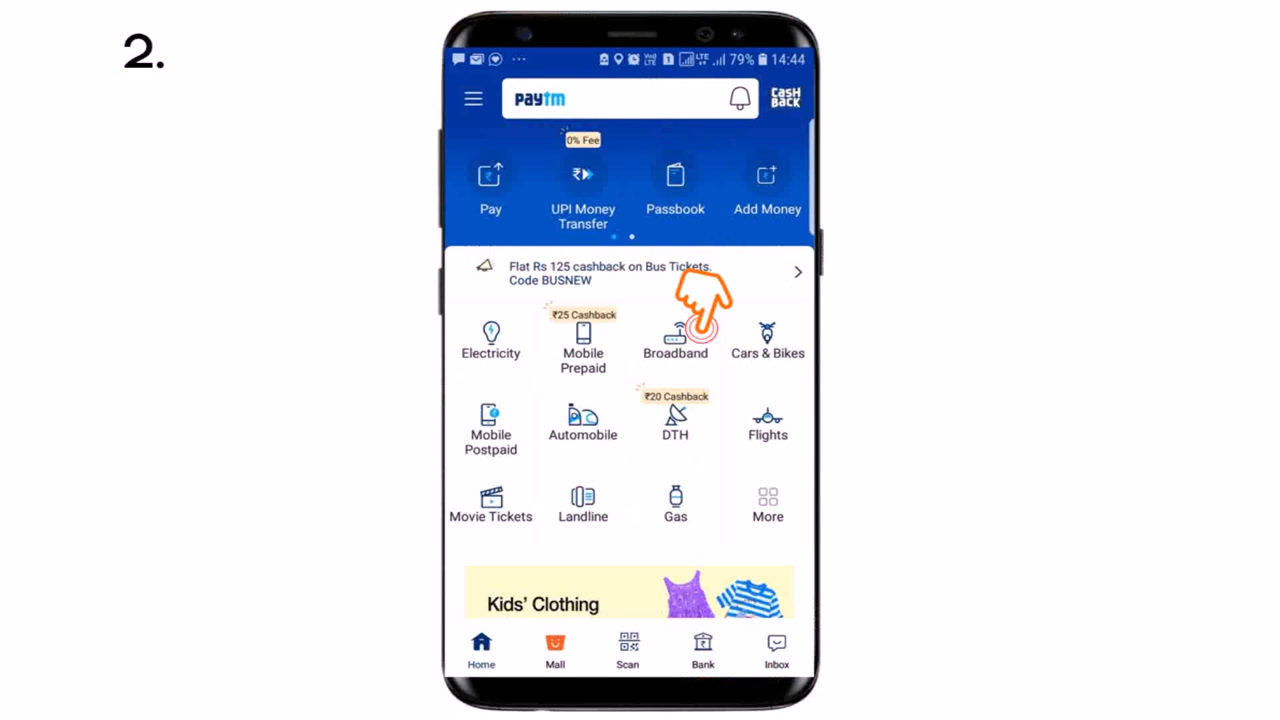 2.
79% 14:44
paytm
CASH
BACK
0% Fee
Pay
UPI Money
Transfer
Passbook
Add Money
Flat Rs 125 cashback on Bus Tickets.
Code BUSNEW
₹25 Cashback
Electricity
Mobile
Prepaid
Broadband
Cars & Bikes
₹20 Cashback
Mobile
Postpaid
Automobile
DTH
Flights
Movie Tickets
Landline
Gas
More
Kids' Clothing
Home
Mall
Scan
Bank
Inbox